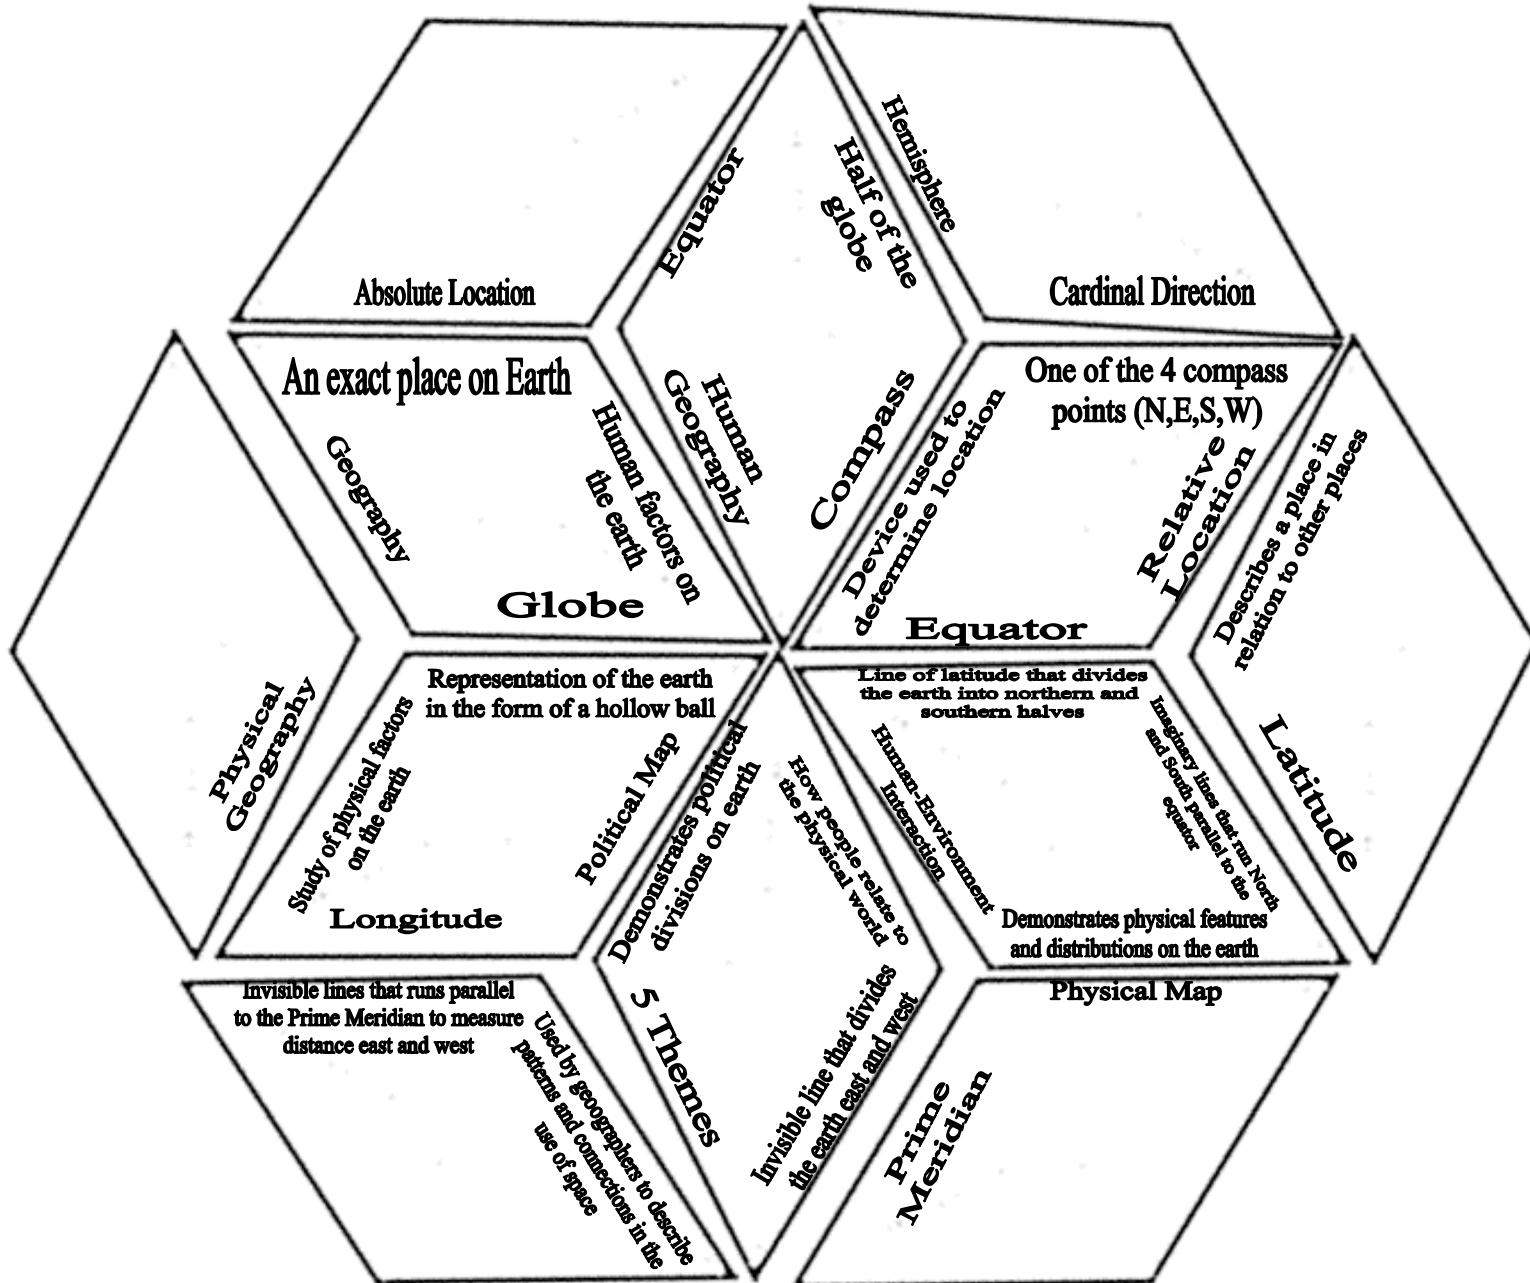 Equator
Half of the
globe
Hemisphere
Absolute Location
Cardinal Direction
An exact place on Earth
Human factors on
the earth
Geography
Globe
Human
Geography
Compass
Device used to
determine location
One of the 4 compass
points (N,E,S,W)
Relative
Location
Equator
Describes a place in
relation to other places
Latitude
Physical
Geography
Representation of the earth
in the form of a hollow ball
Study of physical factors
on the earth
Political Map
Longitude
Demonstrates political
divisions on earth
How people relate to
the physical world
5 Themes
Invisible line that divides
the earth east and west
Line of latitude that divides
the earth into northern and
southern halves
Human-Environment
Interaction
Imaginary lines that run North
and South parallel to the
equator
Demonstrates physical features
and distributions on the earth
Invisible lines that runs parallel
to the Prime Meridian to measure
distance east and west
Used by geoographers to describe
patterns and connections in the
use of space
Physical Map
Prime
Meridian